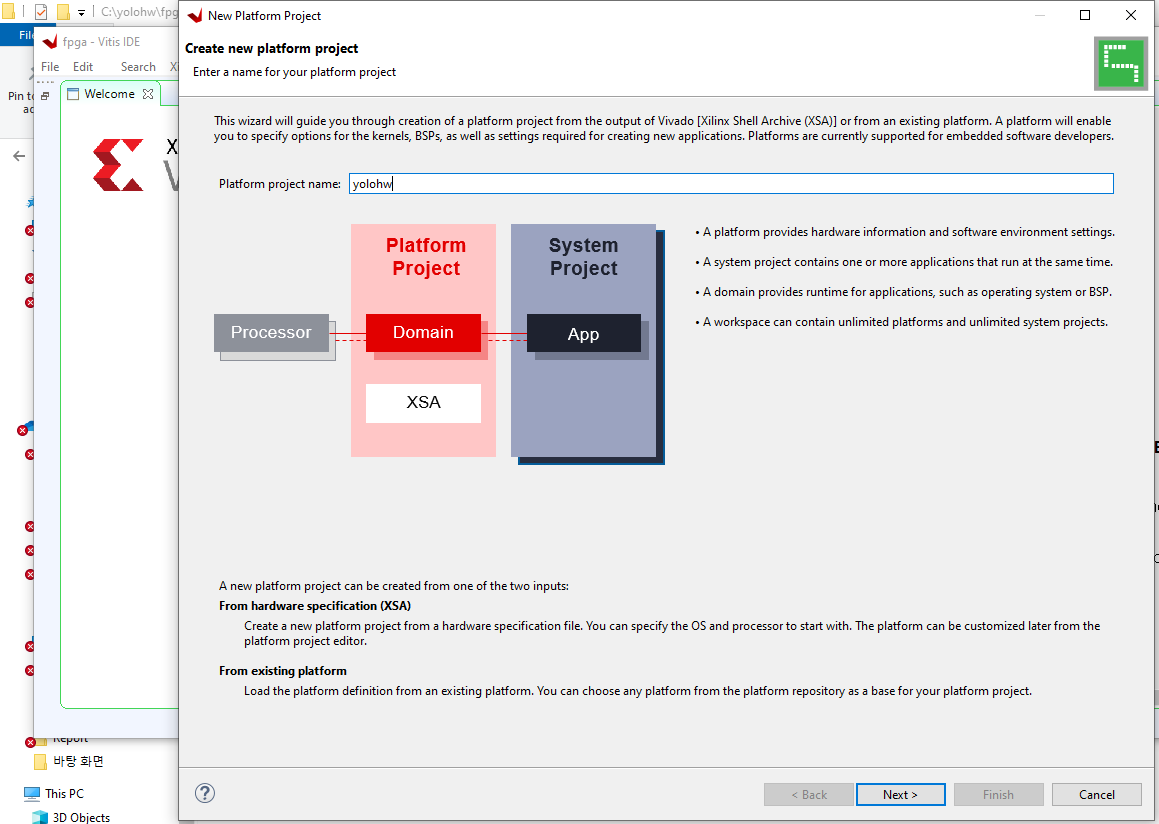 C:\yolohw\fpg
New Platform Project
File
fpga - Vitis IDE
File Edit Search Xi
Pin to
Welcome
X
V
Create new platform project
Enter a name for your platform project
This wizard will guide you through creation of a platform project from the output of Vivado [Xilinx Shell Archive (XSA)] or from an existing platform. A platform will enable
you to specify options for the kernels, BSPs, as well as settings required for creating new applications. Platforms are currently supported for embedded software developers.
Platform project name: yolohw
Platform
Project
System
Project
Processor
Domain
App
XSA
• A platform provides hardware information and software environment settings.
• A system project contains one or more applications that run at the same time.
• A domain provides runtime for applications, such as operating system or BSP.
• A workspace can contain unlimited platforms and unlimited system projects.
A new platform project can be created from one of the two inputs:
From hardware specification (XSA)
Create a new platform project from a hardware specification file. You can specify the OS and processor to start with. The platform can be customized later from the
platform project editor.
From existing platform
Load the platform definition from an existing platform. You can choose any platform from the platform repository as a base for your platform project.
Report
바탕 화면
This PC
3D Objects
?
< Back
Next >
Finish
Cancel